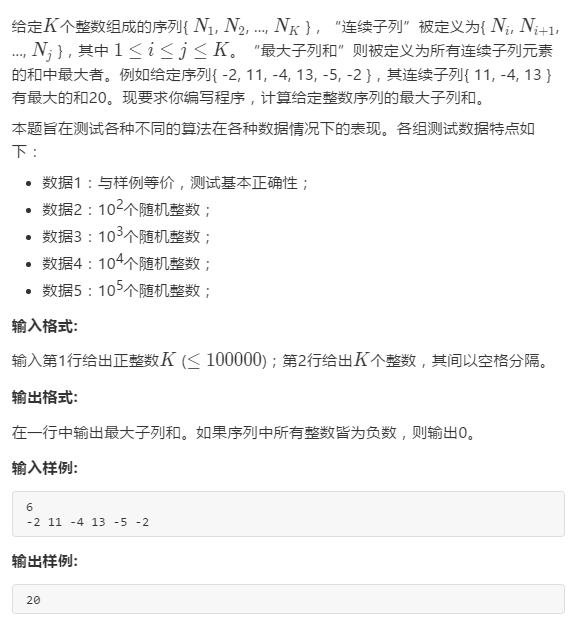 给定K个整数组成的序列{ N₁, N₂, ..., N_K }，“连续子列”被定义为{ N_i, N_{i+1},
..., N_j }，其中 1 ≤ i ≤ j ≤ K。“最大子列和”则被定义为所有连续子列元素
的和中最大者。例如给定序列{ -2, 11, -4, 13, -5, -2 }，其连续子列{ 11, -4, 13 }
有最大的和20。现要求你编写程序，计算给定整数序列的最大子列和。
本题旨在测试各种不同的算法在各种数据情况下的表现。各组测试数据特点如
下：
• 数据1：与样例等价，测试基本正确性；
• 数据2：10²个随机整数；
• 数据3：10³个随机整数；
• 数据4：10⁴个随机整数；
• 数据5：10⁵个随机整数；
输入格式:
输入第1行给出正整数K (≤ 100000)；第2行给出K个整数，其间以空格分隔。
输出格式:
在一行中输出最大子列和。如果序列中所有整数皆为负数，则输出0。
输入样例:
6
-2 11 -4 13 -5 -2
输出样例:
20